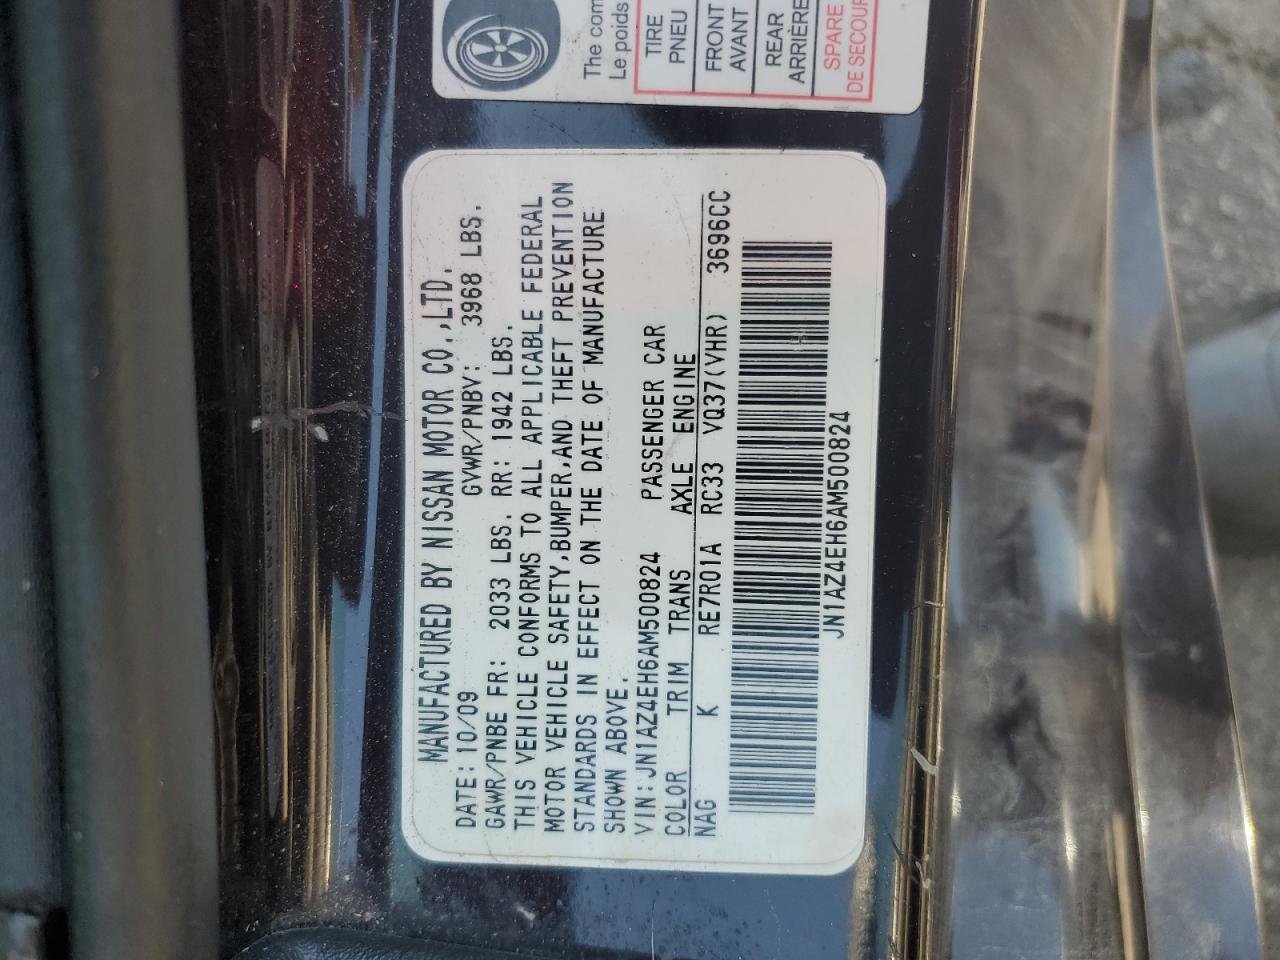 The com
Le poids
TIRE
PNEU
FRONT
AVANT
REAR
ARRIÈRE
SPARE
DE SECOUR
MANUFACTURED BY NISSAN MOTOR CO.,LTD.
DATE:10/09 GVWR/PNBV: 3968 LBS.
GAWR/PNBE FR: 2033 LBS. RR: 1942 LBS.
THIS VEHICLE CONFORMS TO ALL APPLICABLE FEDERAL
MOTOR VEHICLE SAFETY,BUMPER,AND THEFT PREVENTION
STANDARDS IN EFFECT ON THE DATE OF MANUFACTURE
SHOWN ABOVE.
VIN:JN1AZ4EH6AM500824 PASSENGER CAR
COLOR TRIM TRANS AXLE ENGINE
NAG K RE7R01A RC33 VQ37(VHR) 3696CC
JN1AZ4EH6AM500824